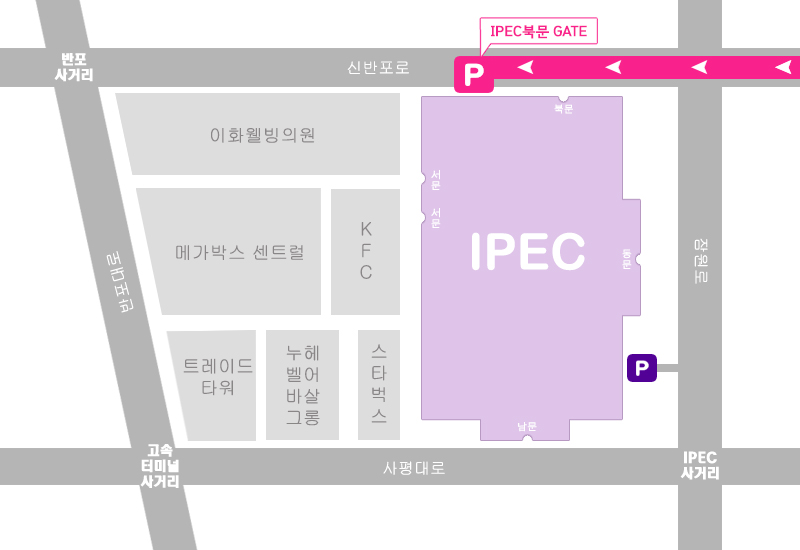 IPEC북문 GATE
반포
사거리
신반포로
P
북문
이화웰빙의원
서
문
서
문
메가박스 센트럴
K
F
C
IPEC
동문
잠원로
반포대로
트레이드
타워
누헤
벨어
바살
그롱
스
타
벅
스
P
남문
고속
터미널
사거리
사평대로
IPEC
사거리